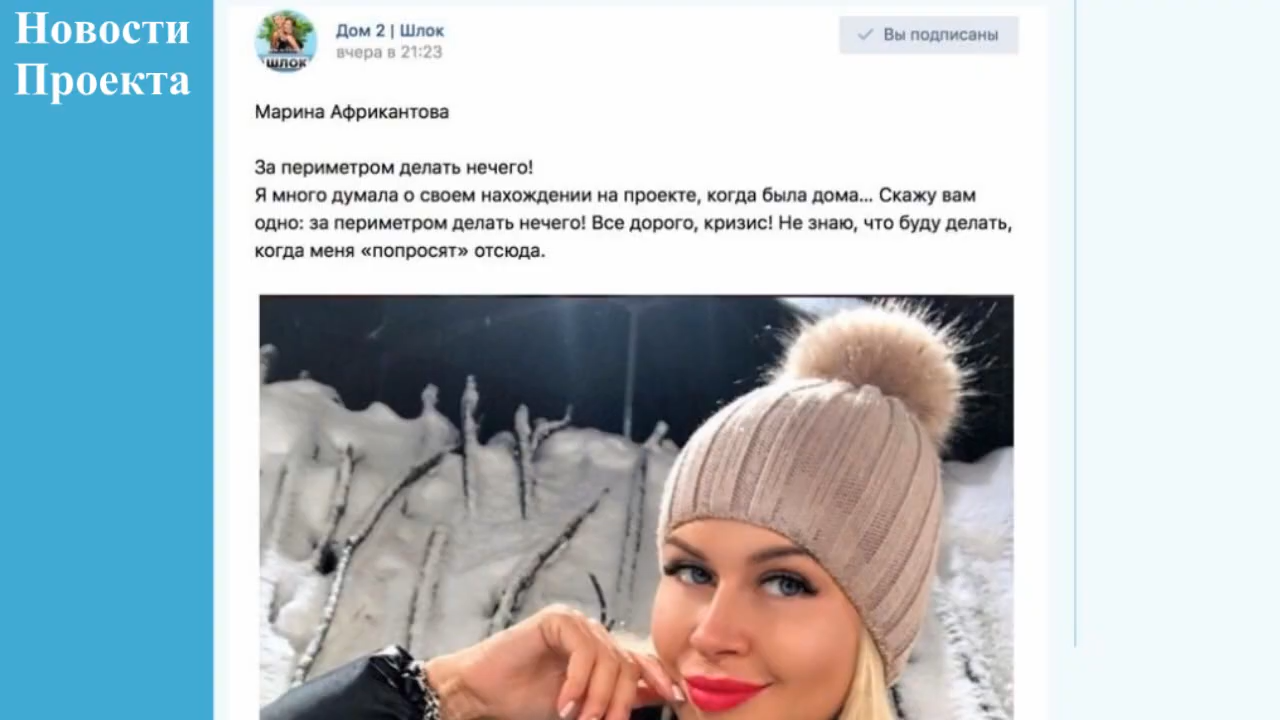 Новости
Проекта
Дом 2 | Шлок
вчера в 21:23
Вы подписаны
ШЛОК
Марина Африкантова
За периметром делать нечего!
Я много думала о своем нахождении на проекте, когда была дома... Скажу вам
одно: за периметром делать нечего! Все дорого, кризис! Не знаю, что буду делать,
когда меня «попросят» отсюда.